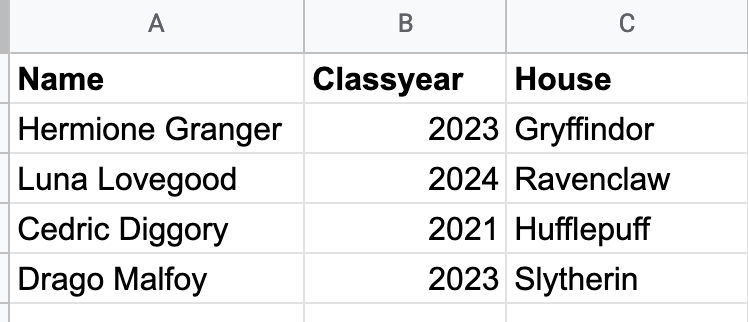 A B C
Name Classyear House
Hermione Granger 2023 Gryffindor
Luna Lovegood 2024 Ravenclaw
Cedric Diggory 2021 Hufflepuff
Drago Malfoy 2023 Slytherin